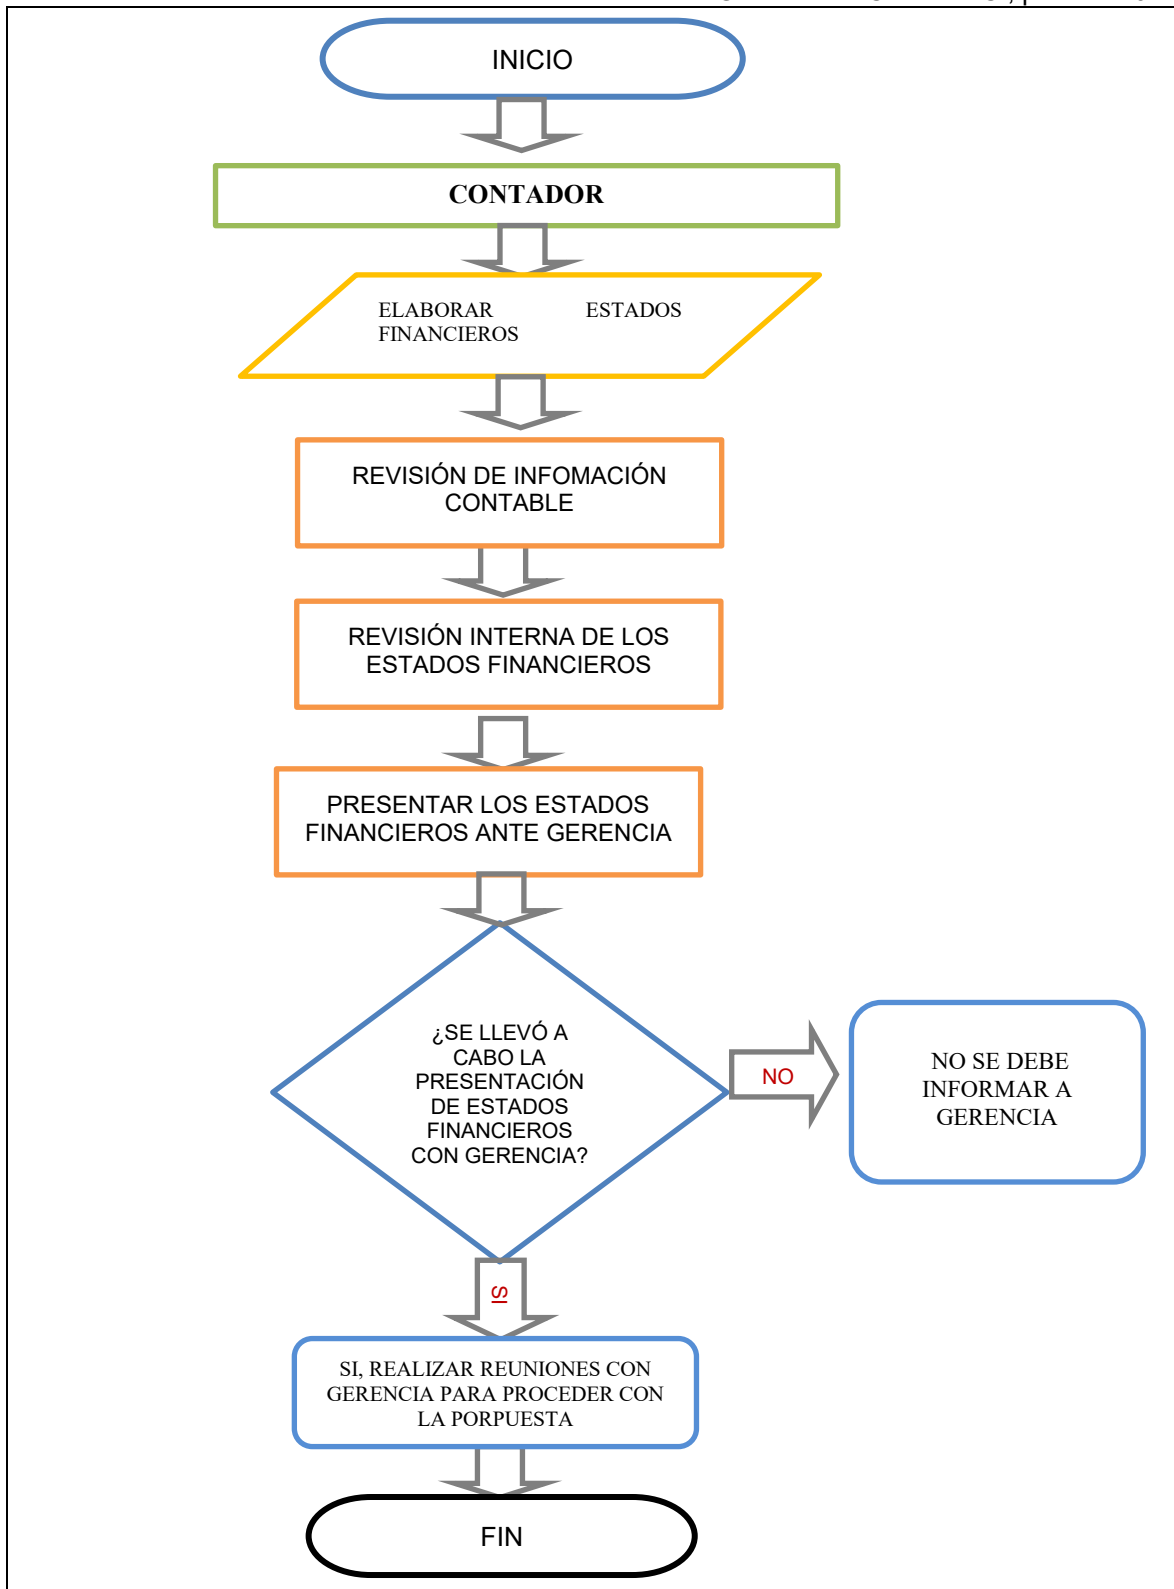 INICIO
CONTADOR
ELABORAR ESTADOS
FINANCIEROS
REVISIÓN DE INFOMACIÓN
CONTABLE
REVISIÓN INTERNA DE LOS
ESTADOS FINANCIEROS
PRESENTAR LOS ESTADOS
FINANCIEROS ANTE GERENCIA
¿SE LLEVÓ A
CABO LA
PRESENTACIÓN
DE ESTADOS
FINANCIEROS
CON GERENCIA?
NO
NO SE DEBE
INFORMAR A
GERENCIA
SI
SI, REALIZAR REUNIONES CON
GERENCIA PARA PROCEDER CON
LA PORPUESTA
FIN